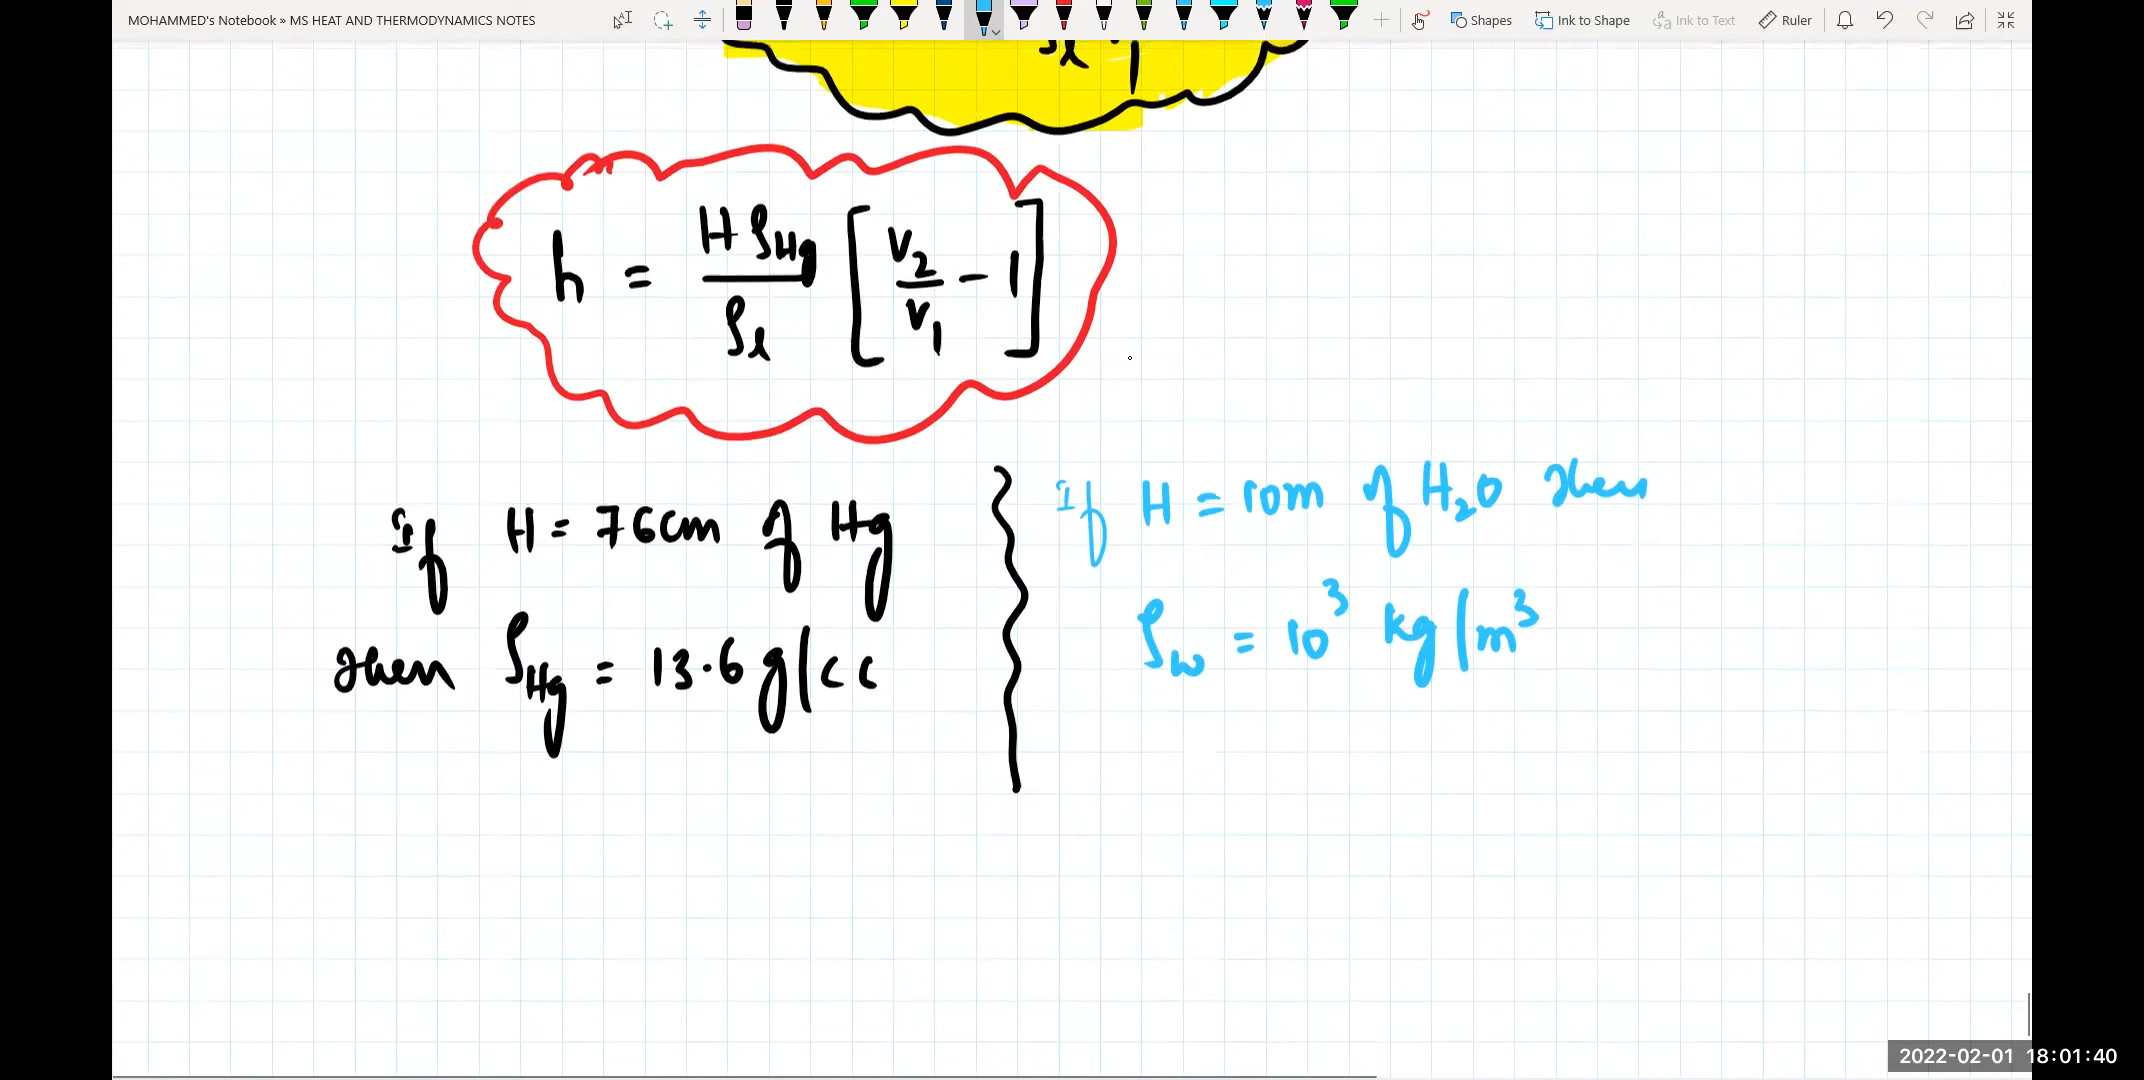 MOHAMMED's Notebook » MS HEAT AND THERMODYNAMICS NOTES
Shapes Ink to Shape Ink to Text Ruler
h = HρHg/ρl [V2/V1 - 1]
If H = 76cm of Hg
then ρHg = 13.6 g/cc
If H = 10m of H2O then
ρw = 10³ kg/m³
2022-02-01 18:01:40